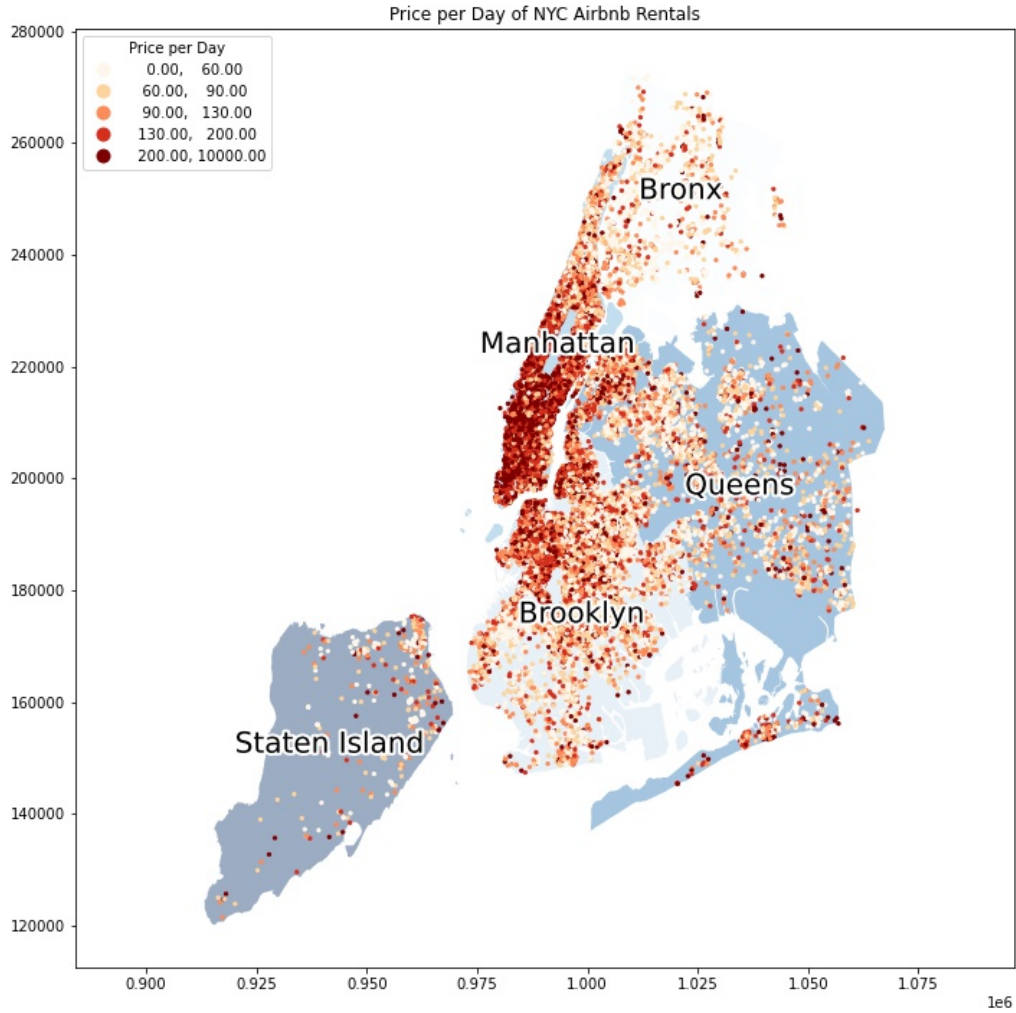 Price per Day of NYC Airbnb Rentals
280000
260000
240000
220000
200000
180000
160000
140000
120000
Price per Day
0.00, 60.00
60.00, 90.00
90.00, 130.00
130.00, 200.00
200.00, 10000.00
Bronx
Manhattan
Queens
Brooklyn
Staten Island
0.900 0.925 0.950 0.975 1.000 1.025 1.050 1.075
1e6